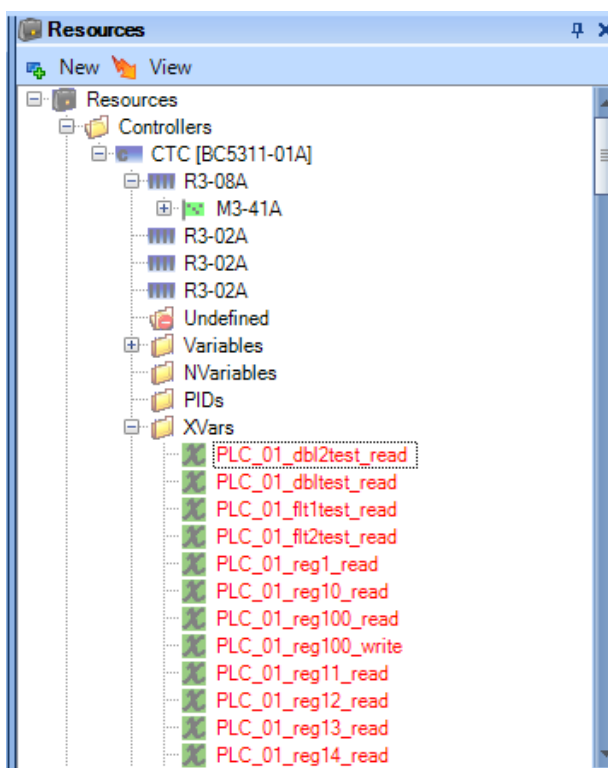 Resources
New View
Resources
Controllers
CTC [BC5311-01A]
R3-08A
M3-41A
R3-02A
R3-02A
R3-02A
Undefined
Variables
NVariables
PIDs
XVars
PLC_01_dbl2test_read
PLC_01_dbltest_read
PLC_01_flt1test_read
PLC_01_flt2test_read
PLC_01_reg1_read
PLC_01_reg10_read
PLC_01_reg100_read
PLC_01_reg100_write
PLC_01_reg11_read
PLC_01_reg12_read
PLC_01_reg13_read
PLC_01_reg14_read